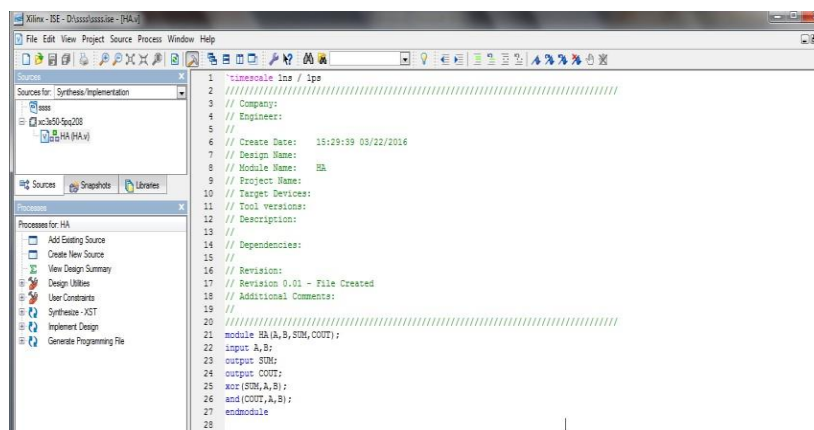 Xilinx - ISE - D:\ssss\ssss.ise - [HA.v]
File Edit View Project Source Process Window Help
Sources
Sources for: Synthesis/Implementation
ssss
xc3s50-5pq208
HA (HA.v)
Sources Snapshots Libraries
Processes
Processes for: HA
Add Existing Source
Create New Source
View Design Summary
Design Utilities
User Constraints
Synthesize - XST
Implement Design
Generate Programming File
1 `timescale 1ns / 1ps
2 ////////////////////////////////////////////////////////////////////////////////
3 // Company:
4 // Engineer:
5 //
6 // Create Date: 15:29:39 03/22/2016
7 // Design Name:
8 // Module Name: HA
9 // Project Name:
10 // Target Devices:
11 // Tool versions:
12 // Description:
13 //
14 // Dependencies:
15 //
16 // Revision:
17 // Revision 0.01 - File Created
18 // Additional Comments:
19 //
20 ////////////////////////////////////////////////////////////////////////////////
21 module HA(A,B,SUM,COUT);
22 input A,B;
23 output SUM;
24 output COUT;
25 xor(SUM,A,B);
26 and(COUT,A,B);
27 endmodule
28